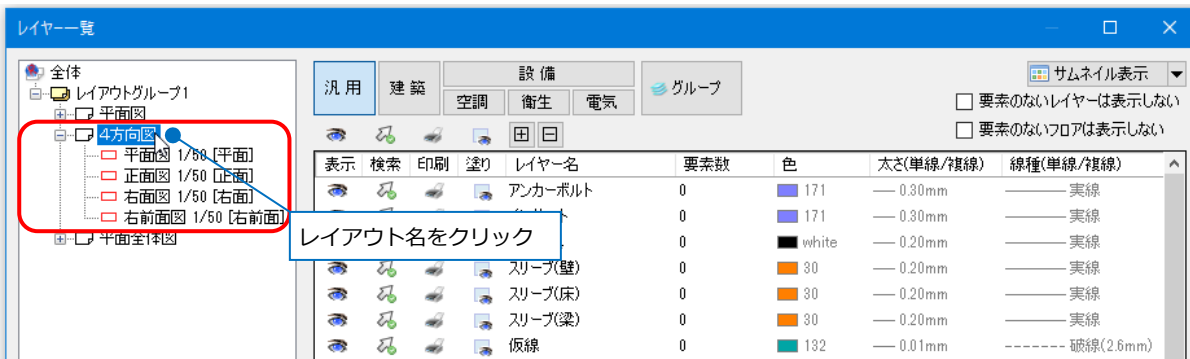 レイヤー一覧
全体
レイアウトグループ1
平面図
4方向図
平面図 1/50 [平面]
正面図 1/50 [正面]
右面図 1/50 [右面]
右前面図 1/50 [右前面]
平面全体図
レイアウト名をクリック
汎用 建築 設備 グループ サムネイル表示
空調 衛生 電気
要素のないレイヤーは表示しない
要素のないフロアは表示しない
表示 検索 印刷 塗り レイヤー名 要素数 色 太さ(単線/複線) 線種(単線/複線)
アンカーボルト 0 171 0.30mm 実線
0 171 0.30mm 実線
0 white 0.20mm 実線
スリーブ(壁) 0 30 0.20mm 実線
スリーブ(床) 0 30 0.20mm 実線
スリーブ(梁) 0 30 0.20mm 実線
仮線 0 132 0.01mm 破線(2.6mm)